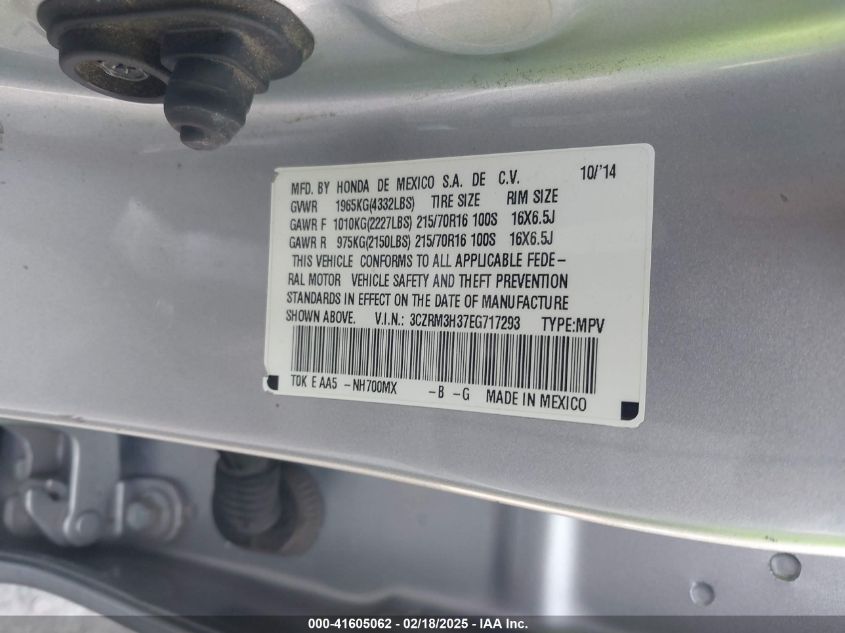 MFD. BY HONDA DE MEXICO S.A. DE C.V. 10/'14
GVWR 1965KG(4332LBS) TIRE SIZE RIM SIZE
GAWR F 1010KG(2227LBS) 215/70R16 100S 16X6.5J
GAWR R 975KG(2150LBS) 215/70R16 100S 16X6.5J
THIS VEHICLE CONFORMS TO ALL APPLICABLE FEDE-
RAL MOTOR VEHICLE SAFETY AND THEFT PREVENTION
STANDARDS IN EFFECT ON THE DATE OF MANUFACTURE
SHOWN ABOVE. V.I.N.: 3CZRM3H37EG717293 TYPE:MPV
T0K E AA5 -NH700MX -B -G MADE IN MEXICO
000-41605062 - 02/18/2025 - IAA Inc.